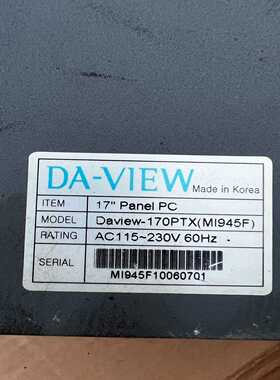 DA-VIEW Made in Korea
ITEM 17" Panel PC
MODEL Daview-170PTX(MI945F)
RATING AC115~230V 60Hz
SERIAL
MI945F10060701